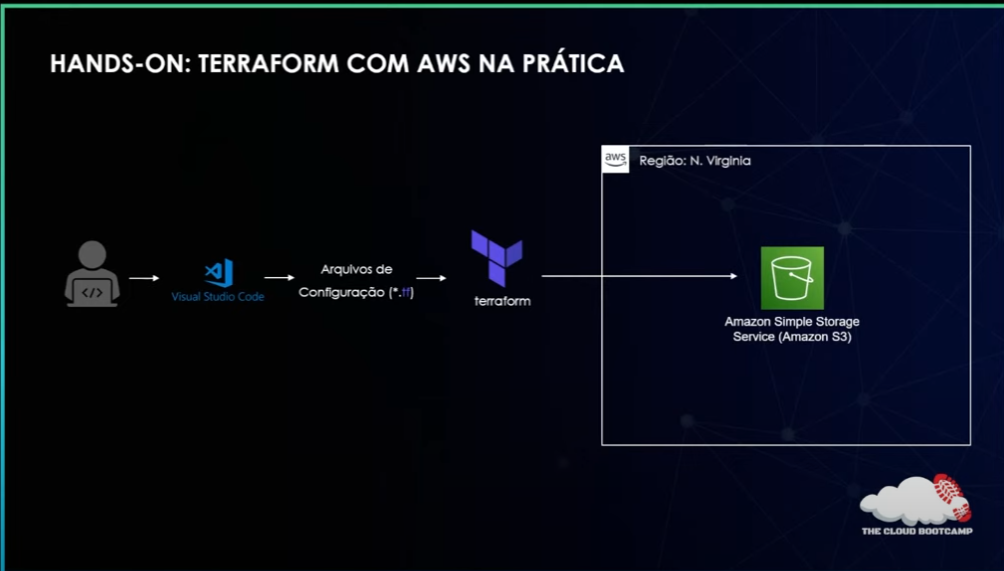 HANDS-ON: TERRAFORM COM AWS NA PRÁTICA
aws
Região: N. Virginia
</>
Visual Studio Code
Arquivos de
Configuração (*.tf)
terraform
Amazon Simple Storage
Service (Amazon S3)
THE CLOUD BOOTCAMP